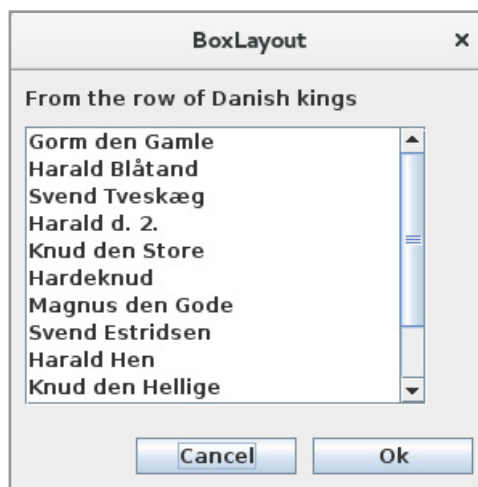 BoxLayout
From the row of Danish kings
Gorm den Gamle
Harald Blåtand
Svend Tveskæg
Harald d. 2.
Knud den Store
Hardeknud
Magnus den Gode
Svend Estridsen
Harald Hen
Knud den Hellige
Cancel Ok